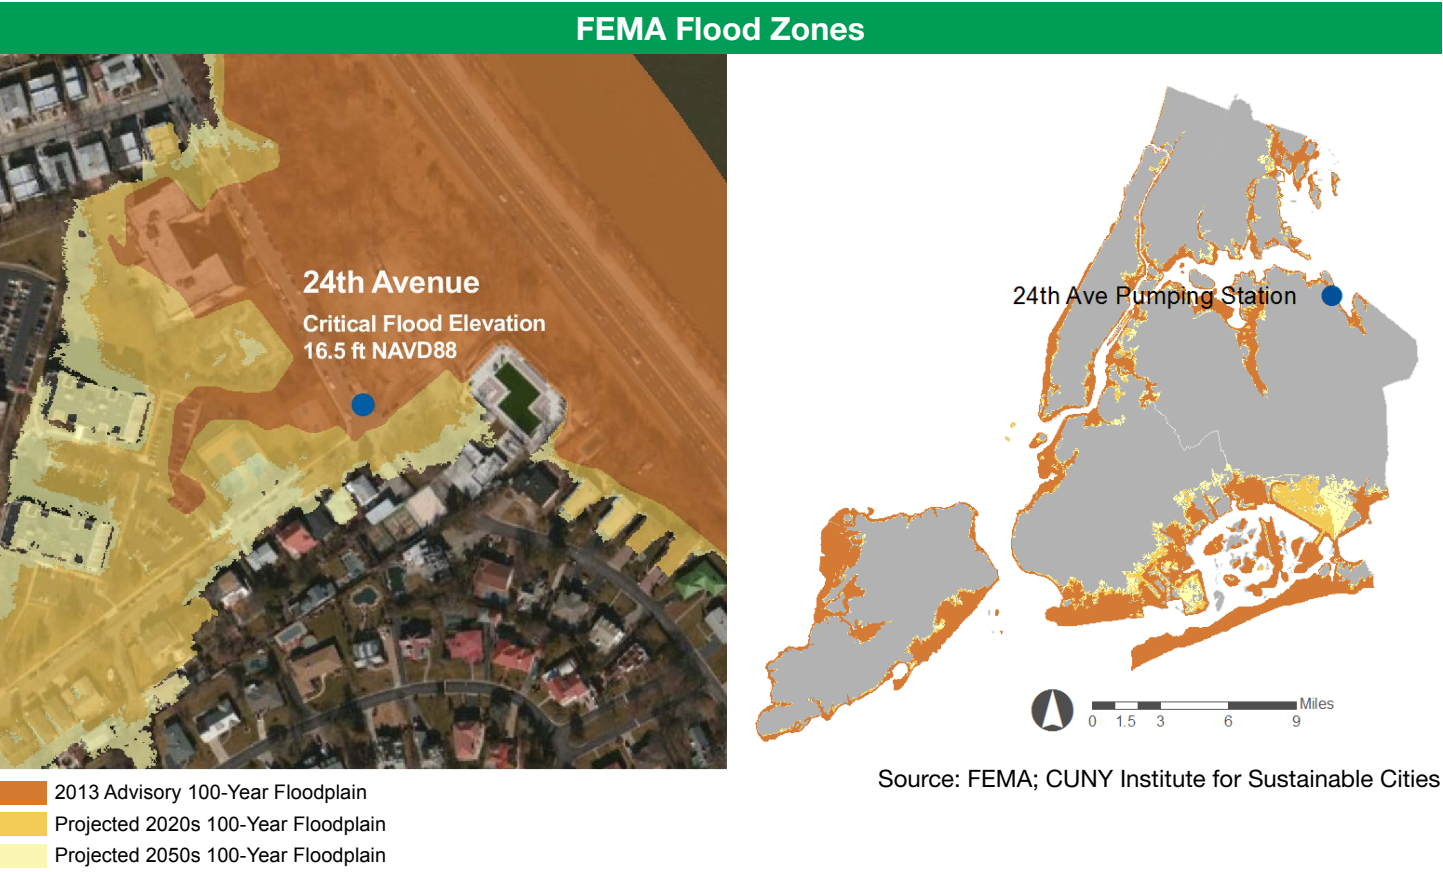 FEMA Flood Zones
24th Avenue
Critical Flood Elevation
16.5 ft NAVD88
24th Ave Pumping Station
Miles
0 1.5 3 6 9
Source: FEMA; CUNY Institute for Sustainable Cities
2013 Advisory 100-Year Floodplain
Projected 2020s 100-Year Floodplain
Projected 2050s 100-Year Floodplain